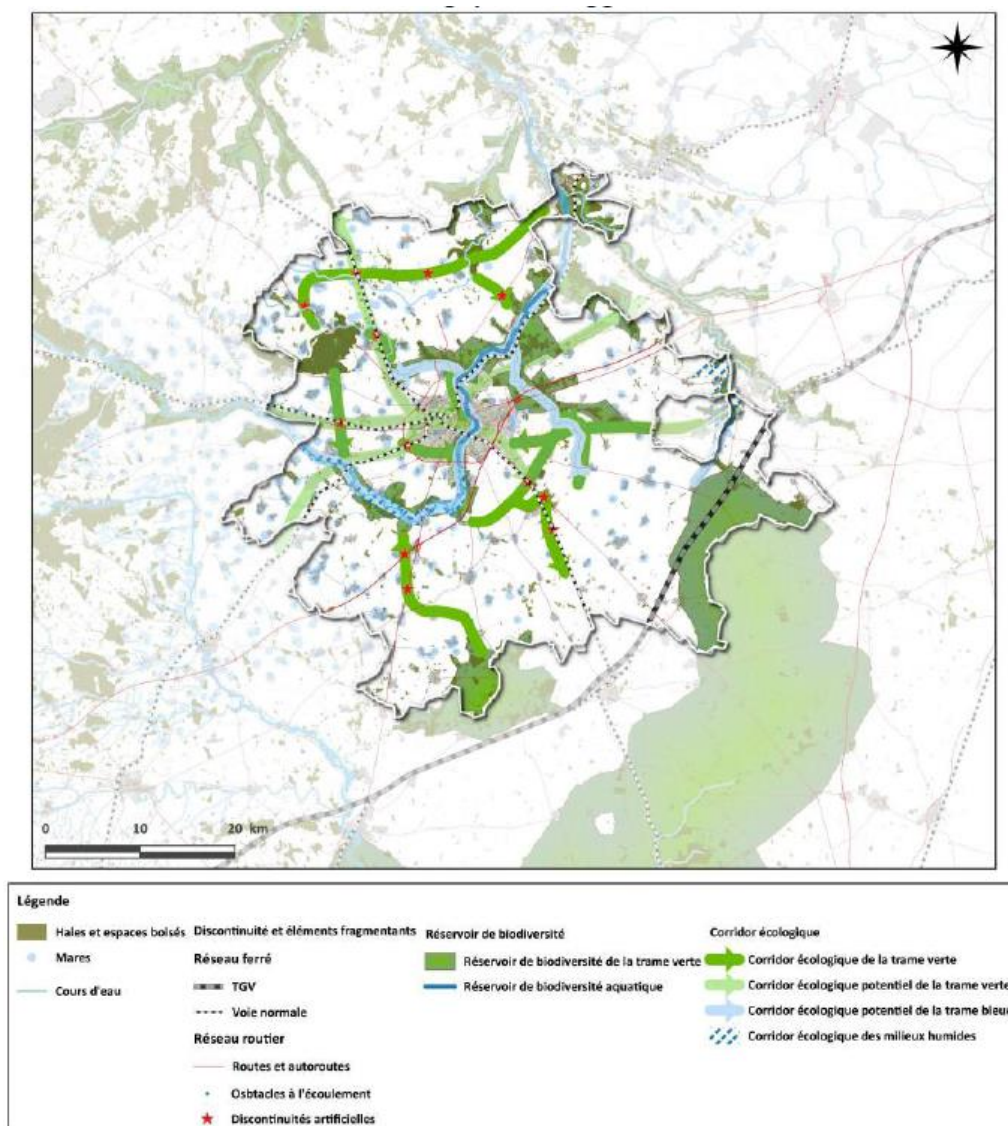 0 10 20 km
Légende
Haies et espaces boisés
Mares
Cours d'eau
Discontinuité et éléments fragmentants
Réseau ferré
TGV
Voie normale
Réseau routier
Routes et autoroutes
Osbtacles à l'écoulement
Discontinuités artificielles
Réservoir de biodiversité
Réservoir de biodiversité de la trame verte
Réservoir de biodiversité aquatique
Corridor écologique
Corridor écologique de la trame verte
Corridor écologique potentiel de la trame verte
Corridor écologique potentiel de la trame bleue
Corridor écologique des milieux humides